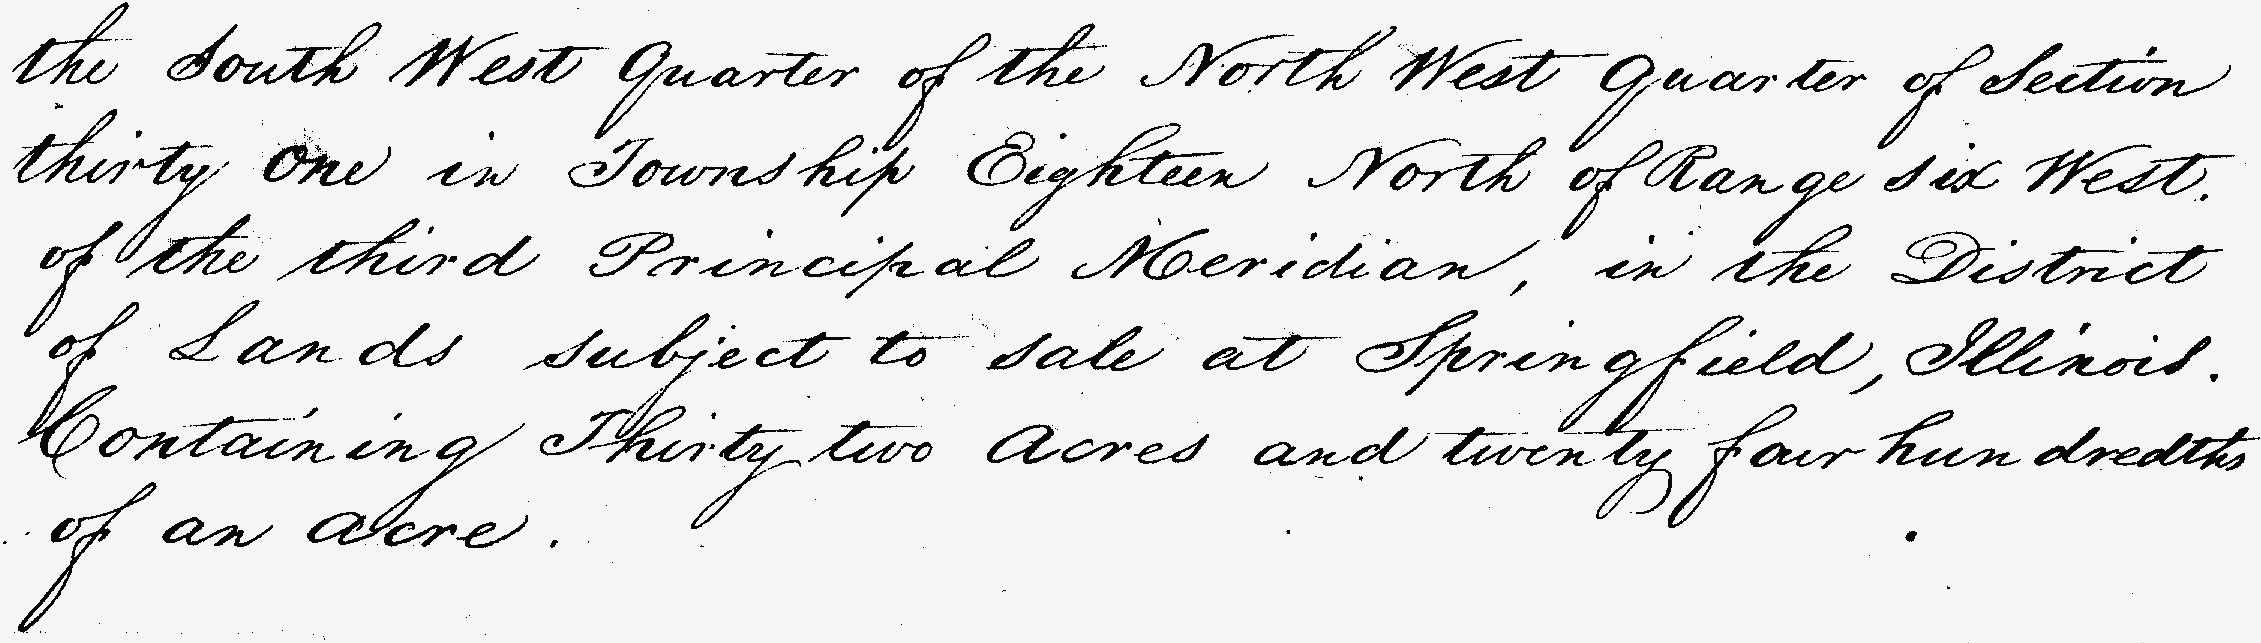 the South West Quarter of the North West Quarter of Section
thirty One in Township Eighteen North of Range six West.
of the third Principal Meridian, in the District
of Lands subject to sale at Springfield, Illinois.
Containing Thirty two Acres and twenty four hundredths
of an acre.